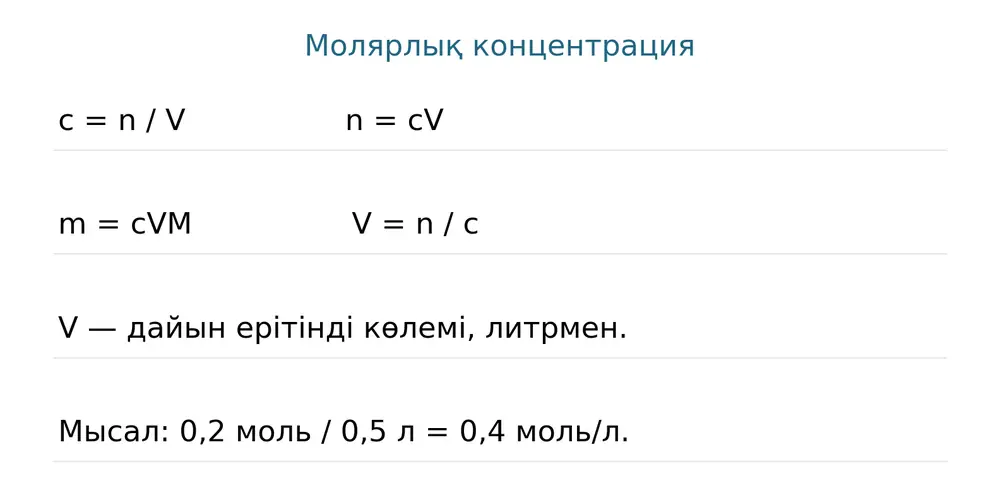 Молярлық концентрация
c = n / V n = cV
m = cVM V = n / c
V — дайын ерітінді көлемі, литрмен.
Мысал: 0,2 моль / 0,5 л = 0,4 моль/л.